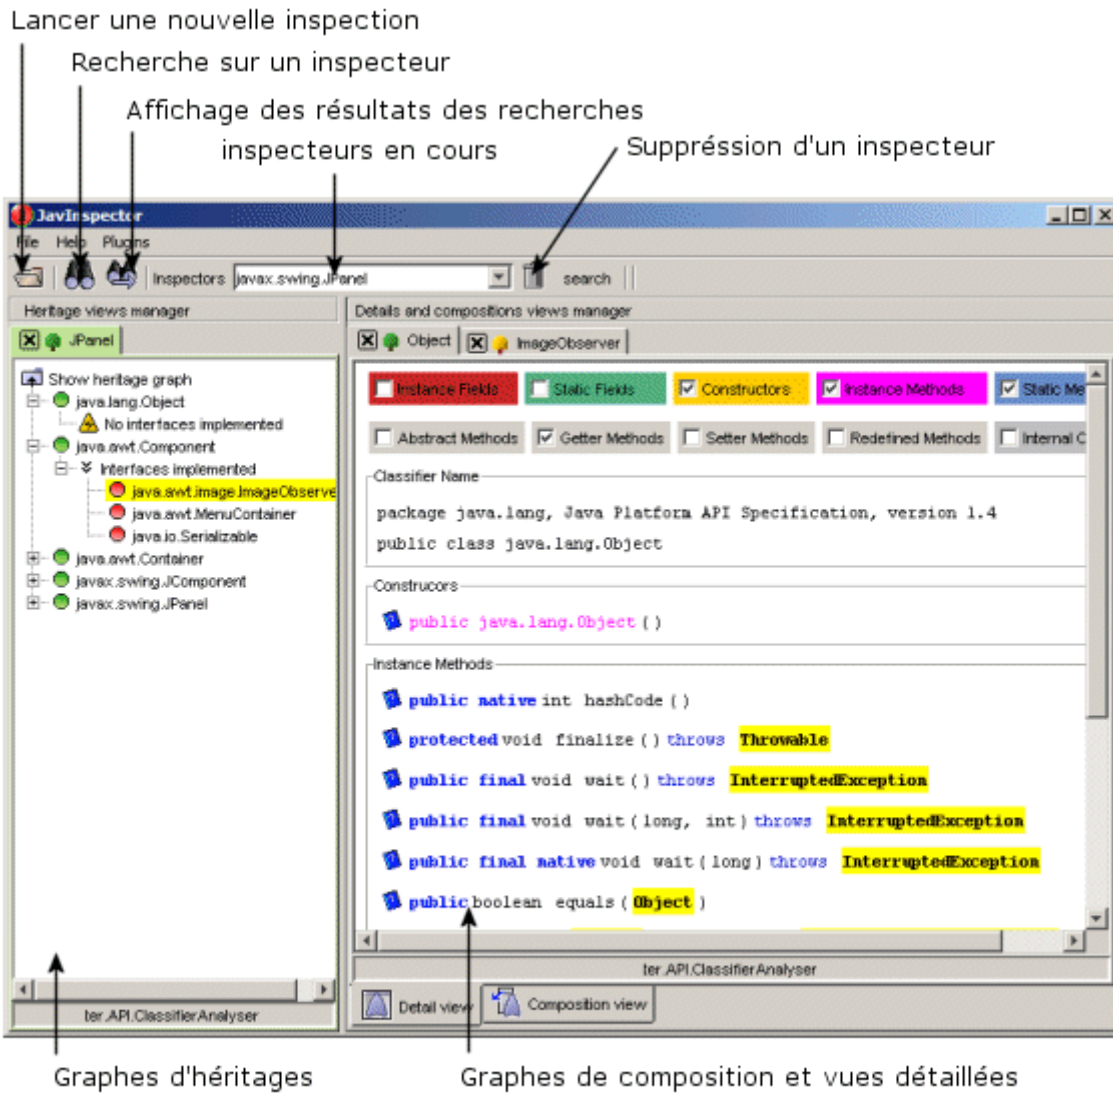 Lancer une nouvelle inspection
Recherche sur un inspecteur
Affichage des résultats des recherches
inspecteurs en cours
Suppréssion d'un inspecteur
JavInspector
File Help Plugins
Inspectors javax.swing.JPanel search
Heritage views manager
Details and compositions views manager
JPanel
Object
ImageObserver
Show heritage graph
java.lang.Object
No interfaces implemented
java.awt.Component
Interfaces implemented
java.awt.image.ImageObserve
java.awt.MenuContainer
java.io.Serializable
java.awt.Container
javax.swing.JComponent
javax.swing.JPanel
ter.API.ClassifierAnalyser
Instance Fields Static Fields Constructors Instance Methods Static Me
Abstract Methods Getter Methods Setter Methods Redefined Methods Internal C
Classifier Name
package java.lang, Java Platform API Specification, version 1.4
public class java.lang.Object
Construcors
public java.lang.Object ( )
Instance Methods
public native int hashCode ( )
protected void finalize ( ) throws Throwable
public final void wait ( ) throws InterruptedException
public final void wait ( long, int ) throws InterruptedException
public final native void wait ( long ) throws InterruptedException
public boolean equals ( Object )
ter.API.ClassifierAnalyser
Detail view
Composition view
Graphes d'héritages
Graphes de composition et vues détaillées